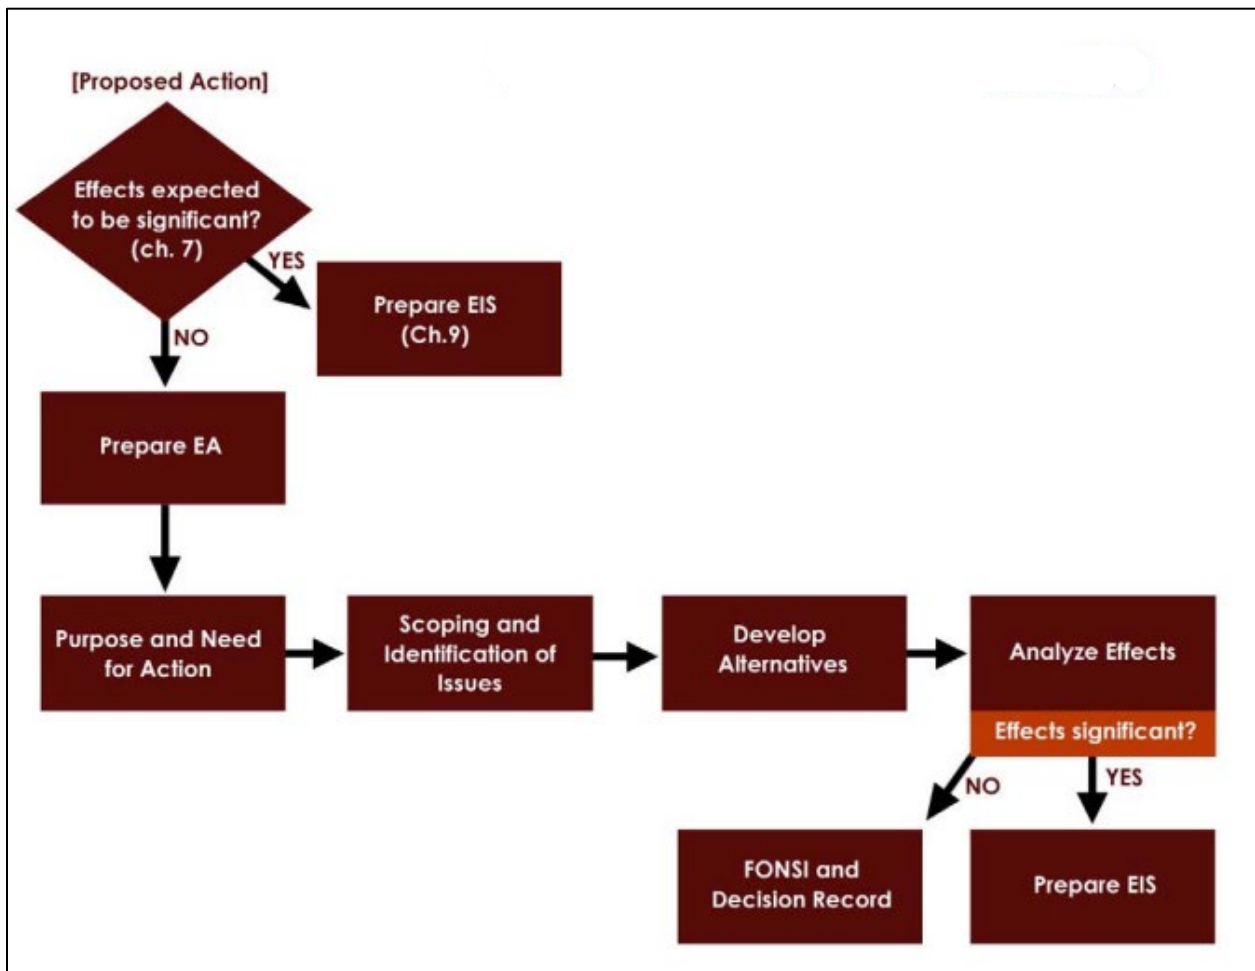 [Proposed Action]
Effects expected
to be significant?
(ch. 7)
YES
Prepare EIS
(Ch.9)
NO
Prepare EA
Purpose and Need
for Action
Scoping and
Identification of
Issues
Develop
Alternatives
Analyze Effects
Effects significant?
NO
YES
FONSI and
Decision Record
Prepare EIS